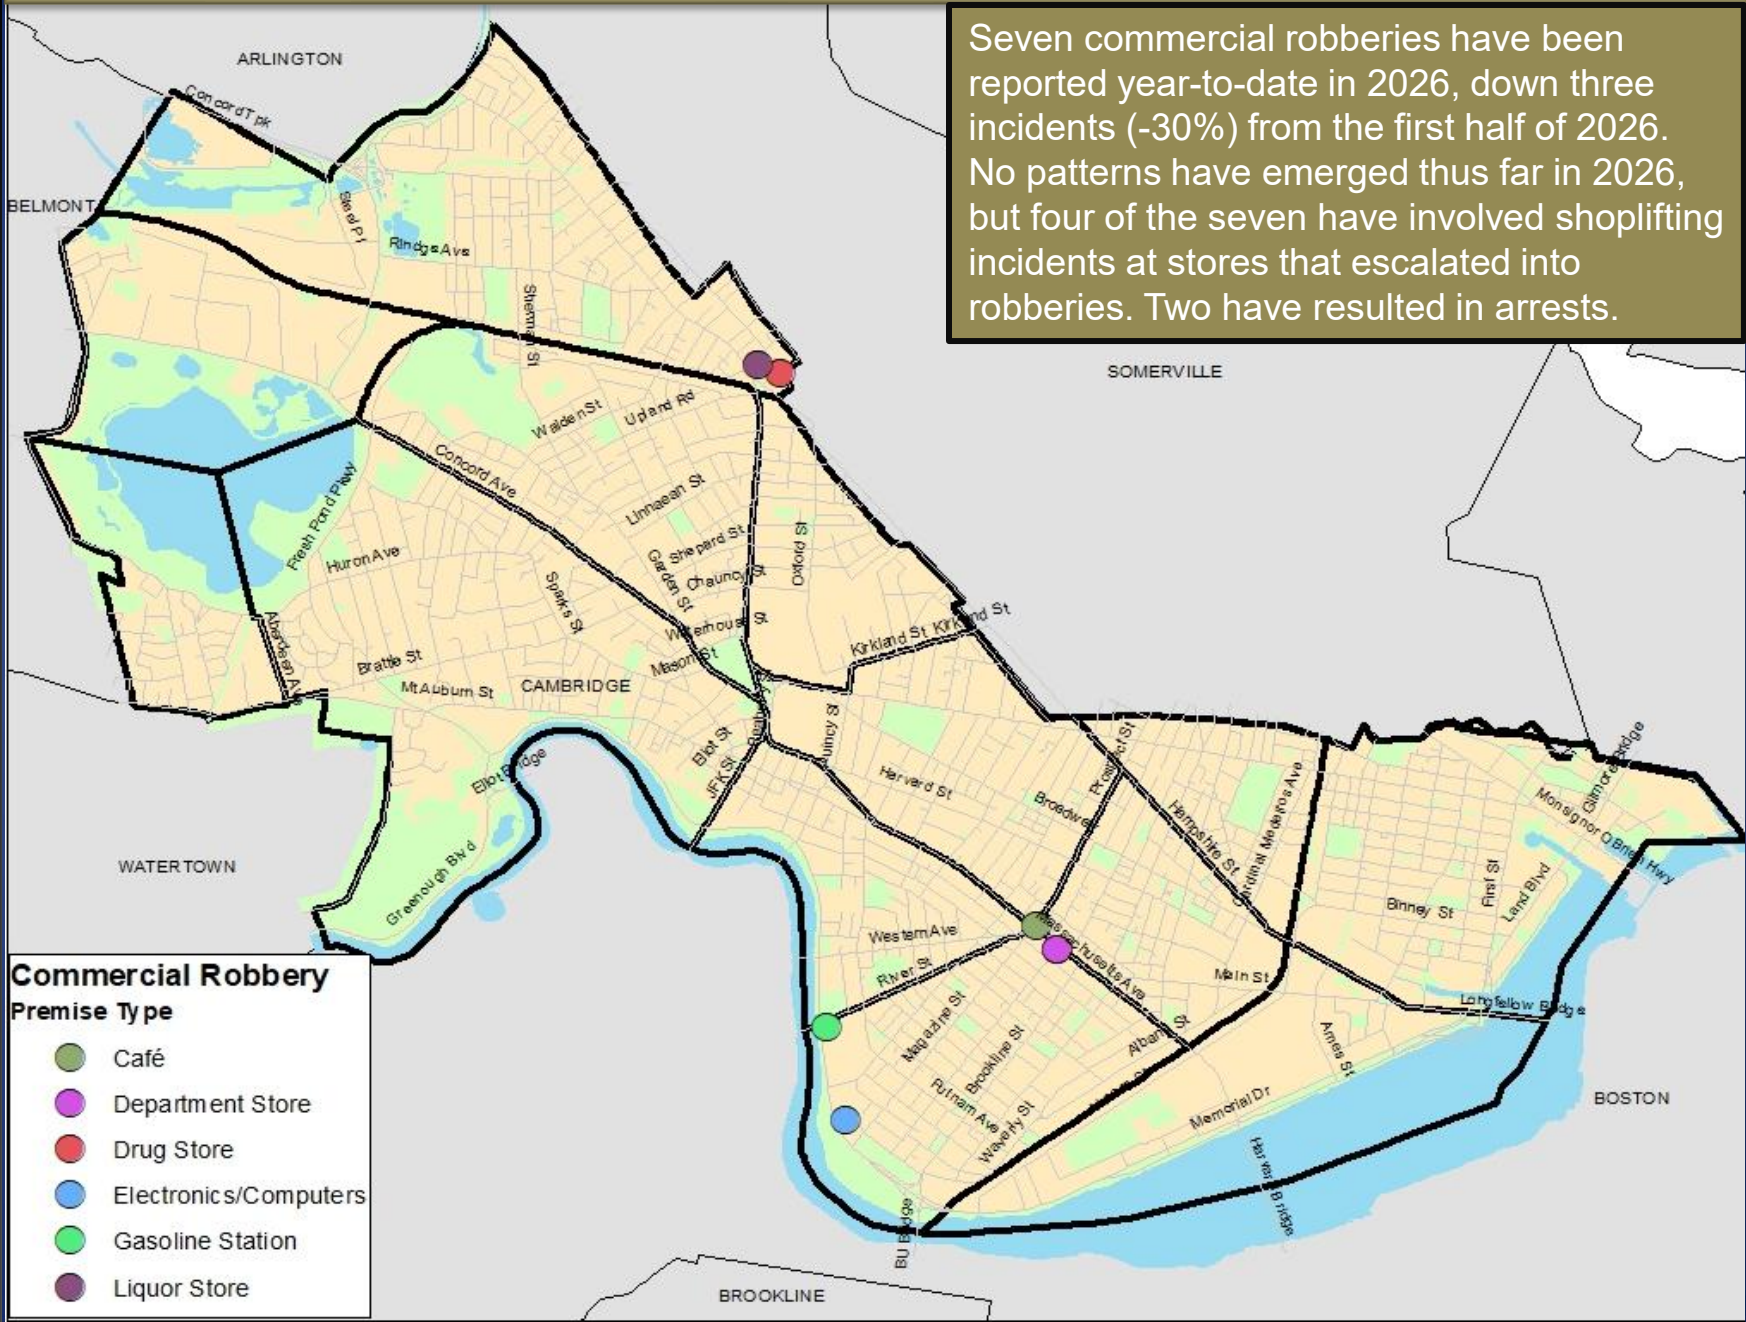 Seven commercial robberies have been
reported year-to-date in 2026, down three
incidents (-30%) from the first half of 2026.
No patterns have emerged thus far in 2026,
but four of the seven have involved shoplifting
incidents at stores that escalated into
robberies. Two have resulted in arrests.
ARLINGTON
Concord Tpk
BELMONT
Rindge Ave
Sherman St
SOMERVILLE
Walden St
Upland Rd
Concord Ave
Linnaean St
Fresh Pond Pkwy
Shepard St
Oxford St
Huron Ave
Garden St
Chauncy St
Sparks St
Waterhouse St
Kirkland St
Kirkland St
Aberdeen Av
Brattle St
Mason St
Mt Auburn St
CAMBRIDGE
Eliot St
JFK St
Quincy St
Prospect St
Eliot Bridge
Harvard St
Broadway
Hampshire St
Cardinal Medeiros Ave
Gilmore Bridge
Monsignor O Brien Hwy
WATERTOWN
Greenough Blvd
First St
Land Blvd
Binney St
Western Ave
Massachusetts Ave
River St
Main St
Longfellow Bridge
Magazine St
Brookline St
Albany St
Ames St
Putnam Ave
Waverly St
Memorial Dr
BOSTON
Harvard Bridge
BU Bridge
BROOKLINE
Commercial Robbery
Premise Type
Café
Department Store
Drug Store
Electronics/Computers
Gasoline Station
Liquor Store